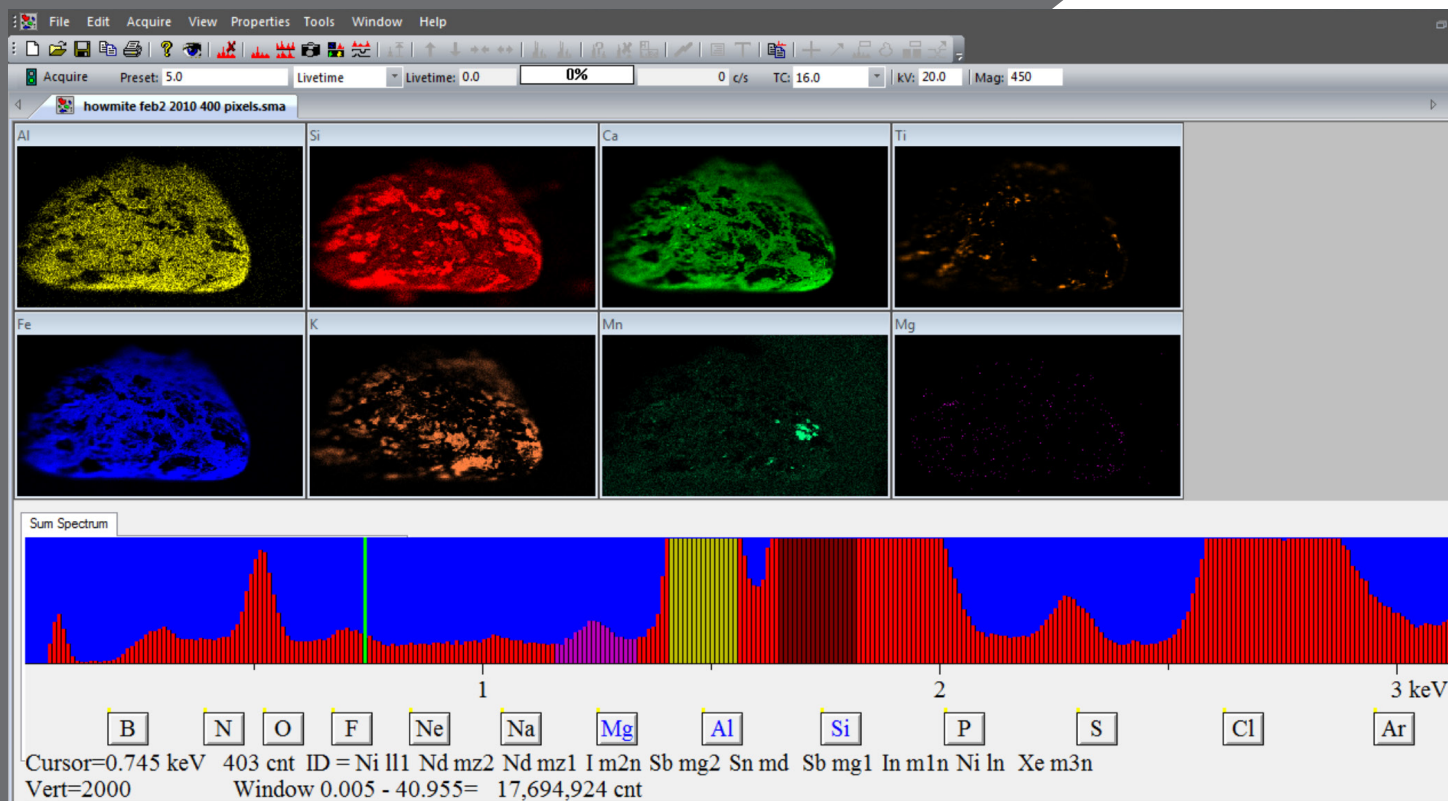 File Edit Acquire View Properties Tools Window Help
Acquire Preset: 5.0 Livetime Livetime: 0.0 0% 0 c/s TC: 16.0 kV: 20.0 Mag: 450
howmite feb2 2010 400 pixels.sma
Al Si Ca Ti
Fe K Mn Mg
Sum Spectrum
1 2 3 keV
B N O F Ne Na Mg Al Si P S Cl Ar
Cursor=0.745 keV 403 cnt ID = Ni ll1 Nd mz2 Nd mz1 I m2n Sb mg2 Sn md Sb mg1 In m1n Ni ln Xe m3n
Vert=2000 Window 0.005 - 40.955= 17,694,924 cnt